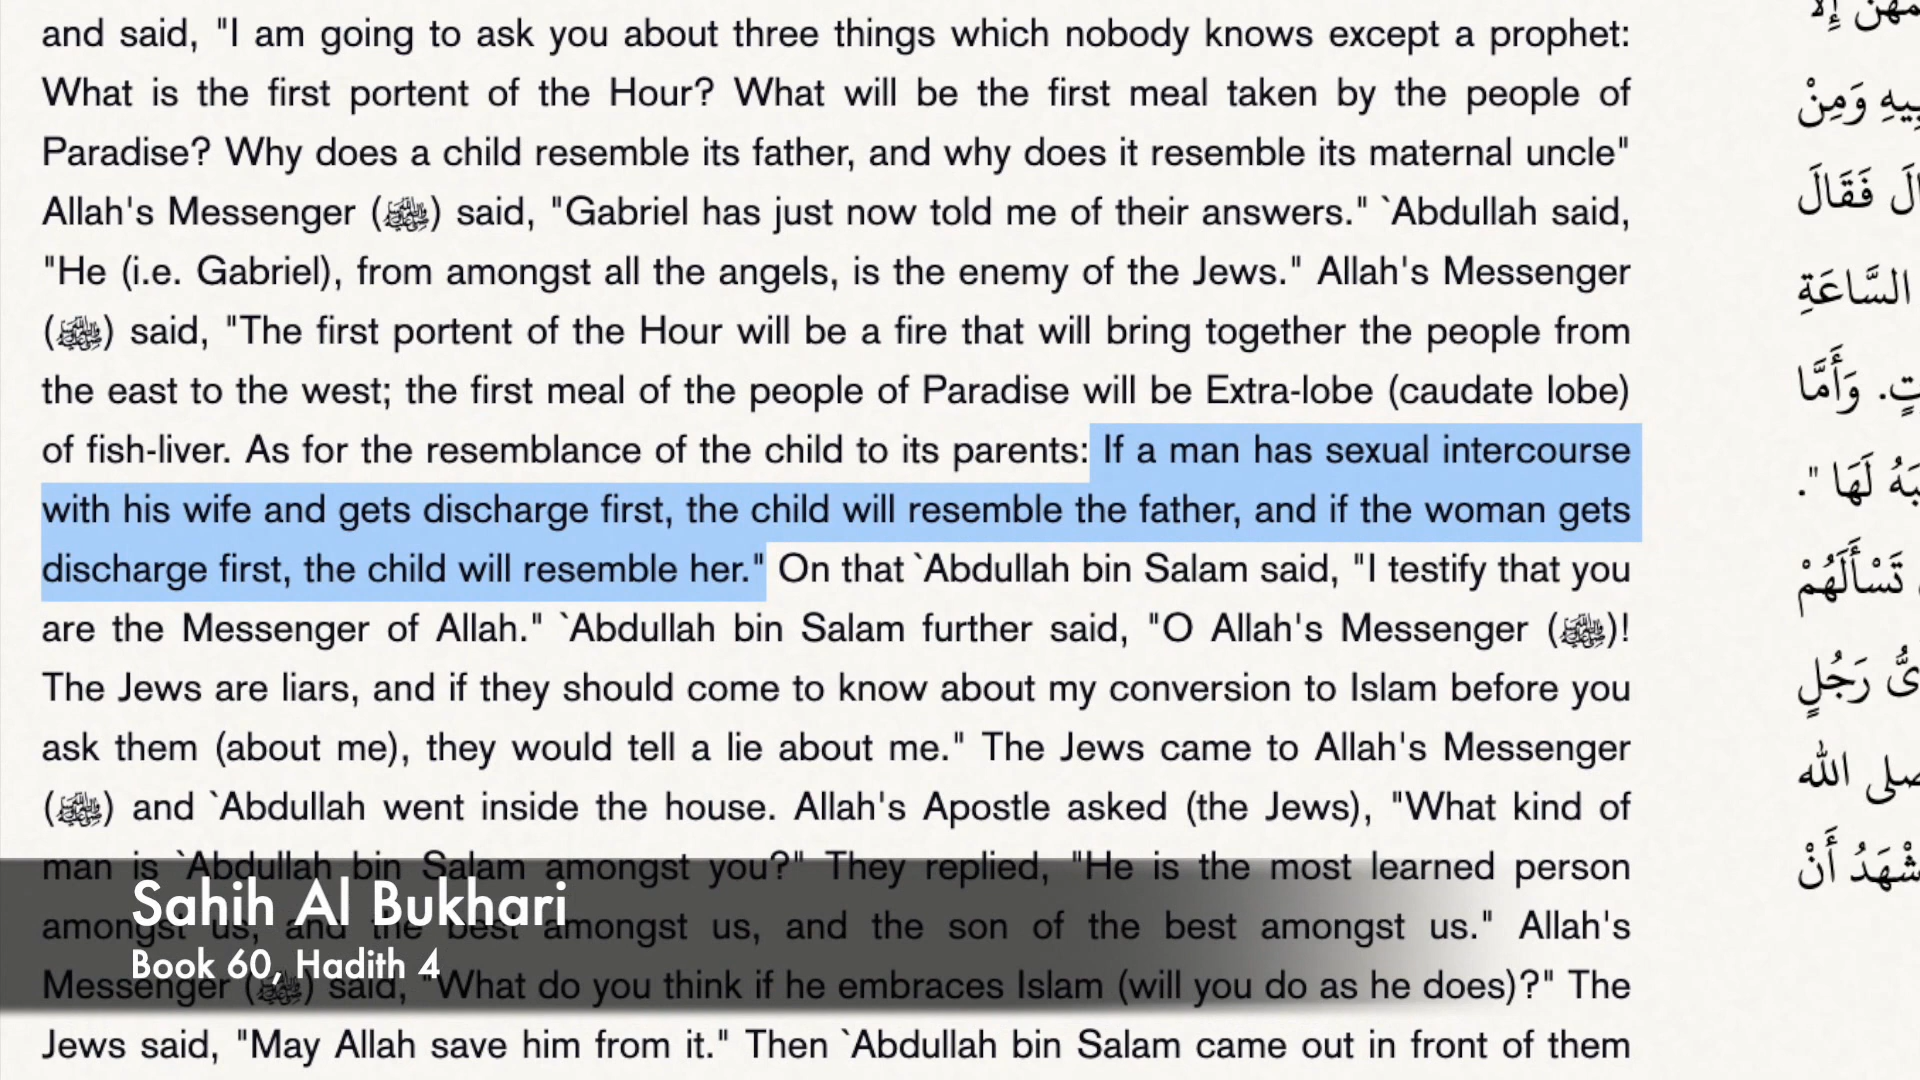 and said, "I am going to ask you about three things which nobody knows except a prophet:
What is the first portent of the Hour? What will be the first meal taken by the people of
Paradise? Why does a child resemble its father, and why does it resemble its maternal uncle"
Allah's Messenger (ﷺ) said, "Gabriel has just now told me of their answers." `Abdullah said,
"He (i.e. Gabriel), from amongst all the angels, is the enemy of the Jews." Allah's Messenger
(ﷺ) said, "The first portent of the Hour will be a fire that will bring together the people from
the east to the west; the first meal of the people of Paradise will be Extra-lobe (caudate lobe)
of fish-liver. As for the resemblance of the child to its parents: If a man has sexual intercourse
with his wife and gets discharge first, the child will resemble the father, and if the woman gets
discharge first, the child will resemble her." On that `Abdullah bin Salam said, "I testify that you
are the Messenger of Allah." `Abdullah bin Salam further said, "O Allah's Messenger (ﷺ)!
The Jews are liars, and if they should come to know about my conversion to Islam before you
ask them (about me), they would tell a lie about me." The Jews came to Allah's Messenger
(ﷺ) and `Abdullah went inside the house. Allah's Apostle asked (the Jews), "What kind of
man is `Abdullah bin Salam amongst you?" They replied, "He is the most learned person
amongst us, and the best amongst us, and the son of the best amongst us." Allah's
Messenger (ﷺ) said, "What do you think if he embraces Islam (will you do as he does)?" The
Jews said, "May Allah save him from it." Then `Abdullah bin Salam came out in front of them
Sahih Al Bukhari
Book 60, Hadith 4
إِلاَّ
وَمِنْ
فَقَالَ
السَّاعَةِ
وَأَمَّا
لَهَا ".
تَسْأَلَهُمْ
رَجُلٍ
صلى الله
أَنْ